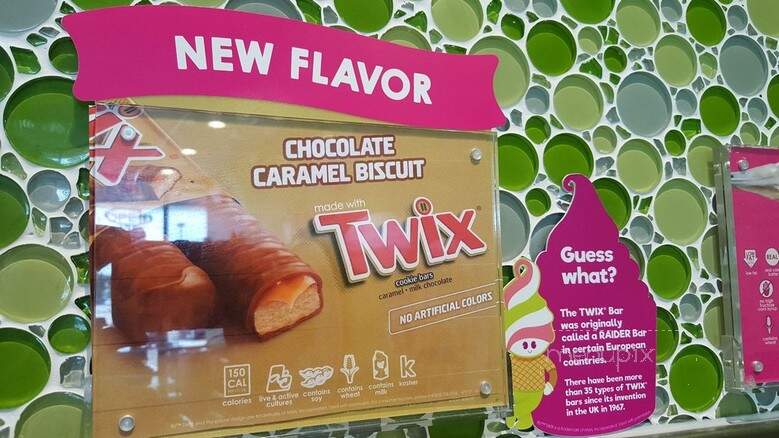 NEW FLAVOR
CHOCOLATE
CARAMEL BISCUIT
made with
TWIX
cookie bars
caramel • milk chocolate
NO ARTIFICIAL COLORS
150
CAL
calories
live & active
cultures
contains
soy
contains
wheat
contains
milk
k
kosher
Guess
what?
The TWIX® Bar
was originally
called a RAIDER Bar
in certain European
countries.
There have been more
than 35 types of TWIX®
bars since its invention
in the UK in 1967.
REAL
menupix